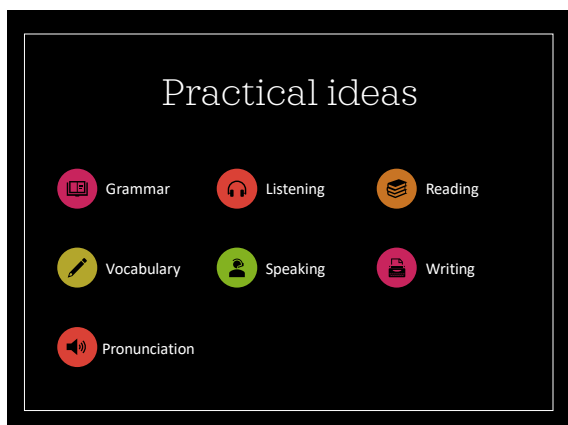 Practical ideas
Grammar
Listening
Reading
Vocabulary
Speaking
Writing
Pronunciation